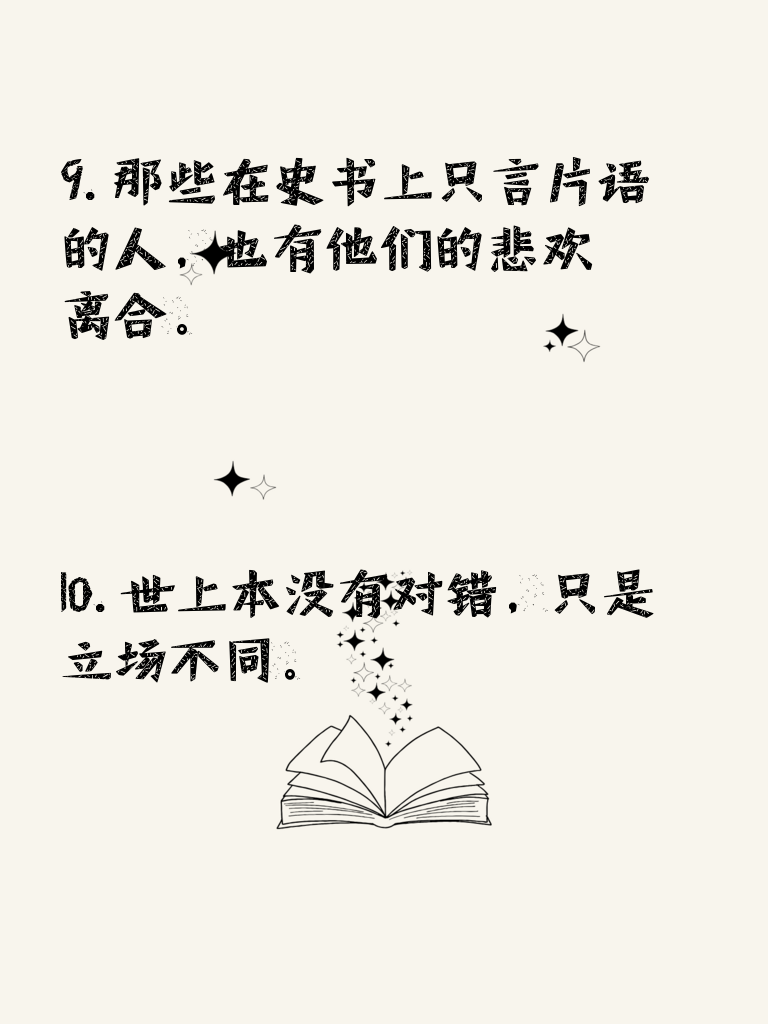 9. 那些在史书上只言片语
的人，也有他们的悲欢
离合。
10. 世上本没有对错，只是
立场不同。